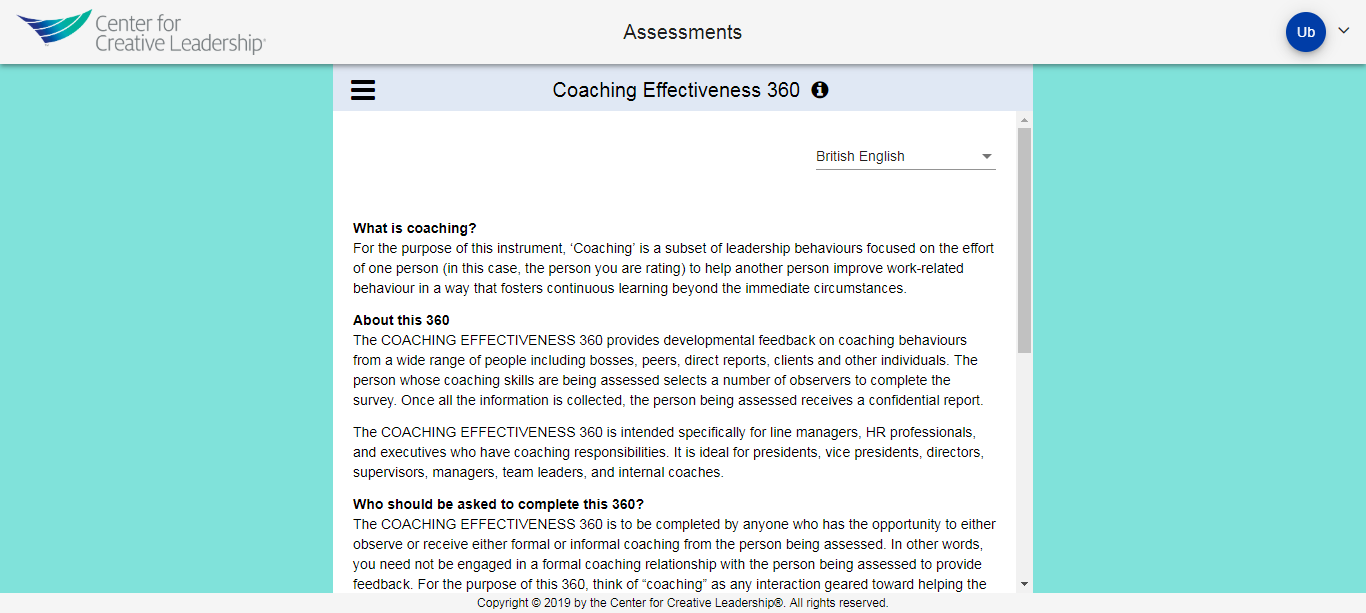 Center for
Creative Leadership®
Assessments
Ub
Coaching Effectiveness 360
British English
What is coaching?
For the purpose of this instrument, ‘Coaching’ is a subset of leadership behaviours focused on the effort
of one person (in this case, the person you are rating) to help another person improve work-related
behaviour in a way that fosters continuous learning beyond the immediate circumstances.
About this 360
The COACHING EFFECTIVENESS 360 provides developmental feedback on coaching behaviours
from a wide range of people including bosses, peers, direct reports, clients and other individuals. The
person whose coaching skills are being assessed selects a number of observers to complete the
survey. Once all the information is collected, the person being assessed receives a confidential report.
The COACHING EFFECTIVENESS 360 is intended specifically for line managers, HR professionals,
and executives who have coaching responsibilities. It is ideal for presidents, vice presidents, directors,
supervisors, managers, team leaders, and internal coaches.
Who should be asked to complete this 360?
The COACHING EFFECTIVENESS 360 is to be completed by anyone who has the opportunity to either
observe or receive either formal or informal coaching from the person being assessed. In other words,
you need not be engaged in a formal coaching relationship with the person being assessed to provide
feedback. For the purpose of this 360, think of “coaching” as any interaction geared toward helping the
Copyright © 2019 by the Center for Creative Leadership®. All rights reserved.